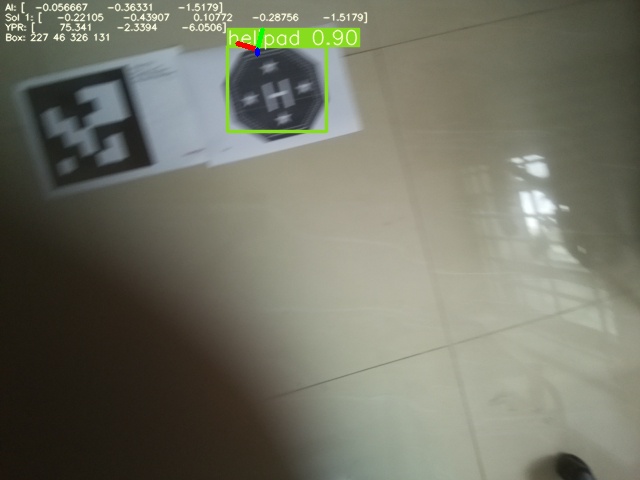 AI: [ -0.056667 -0.36331 -1.5179]
Sol 1: [ -0.22105 -0.43907 0.10772 -0.28756 -1.5179]
YPR: [ 75.341 -2.3394 -6.0506]
Box: 227 46 326 131
helipad 0.90
H